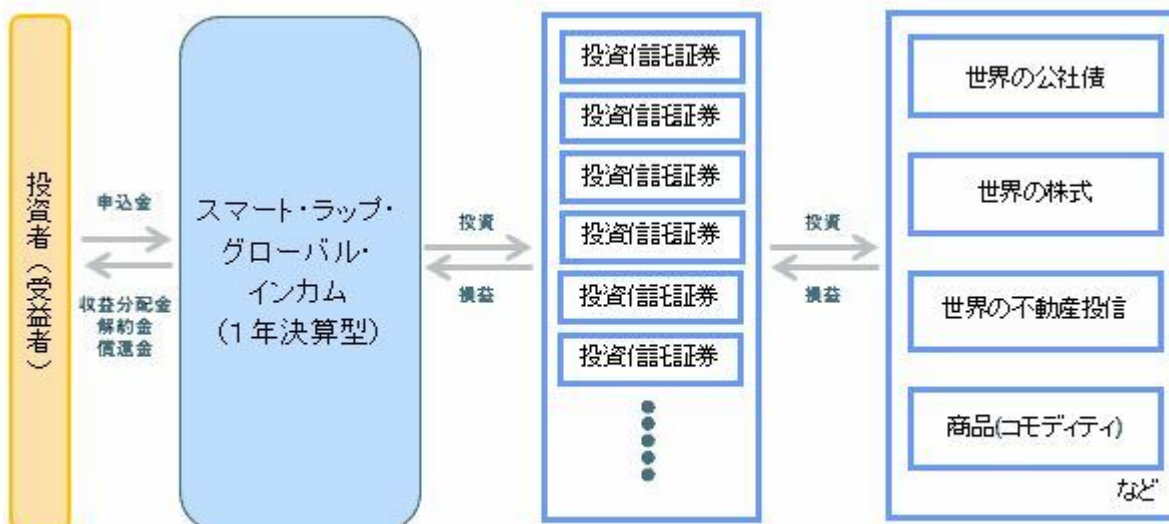 投資者（受益者）
申込金
収益分配金
解約金
償還金
スマート・ラップ・
グローバル・
インカム
(1年決算型)
投資
損益
投資信託証券
投資信託証券
投資信託証券
投資信託証券
投資信託証券
投資信託証券
投資
損益
世界の公社債
世界の株式
世界の不動産投信
商品(コモディティ)
など